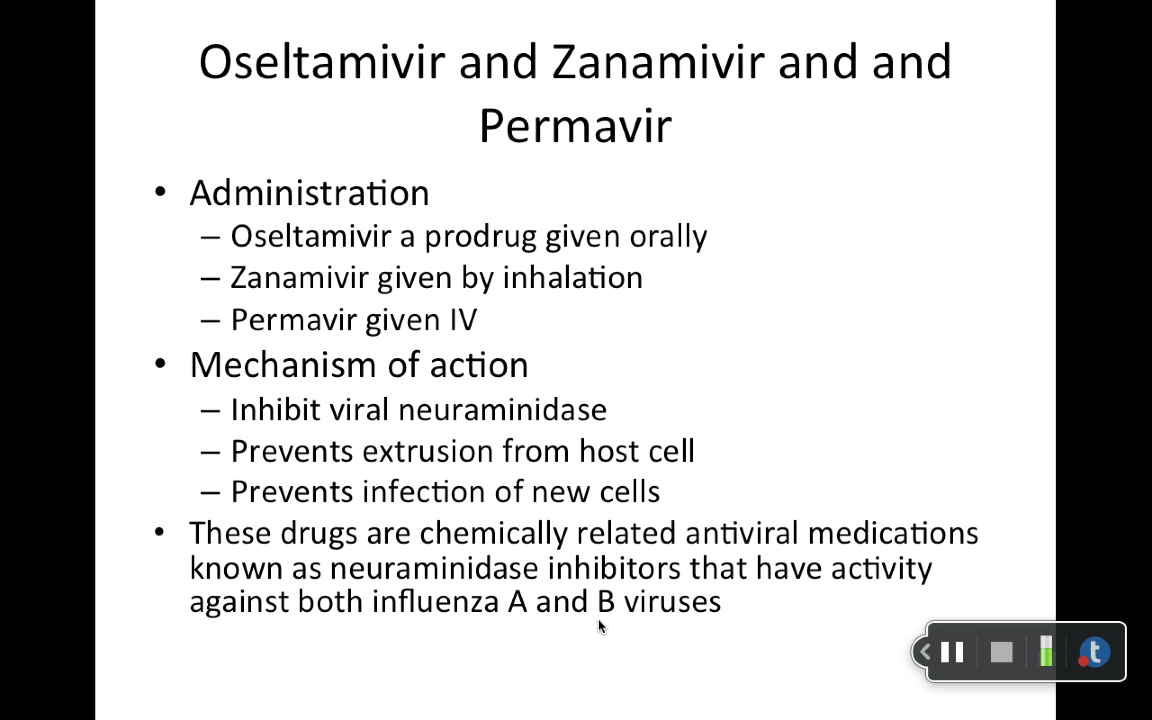 Oseltamivir and Zanamivir and and
Permavir
• Administration
– Oseltamivir a prodrug given orally
– Zanamivir given by inhalation
– Permavir given IV
• Mechanism of action
– Inhibit viral neuraminidase
– Prevents extrusion from host cell
– Prevents infection of new cells
• These drugs are chemically related antiviral medications
known as neuraminidase inhibitors that have activity
against both influenza A and B viruses
t